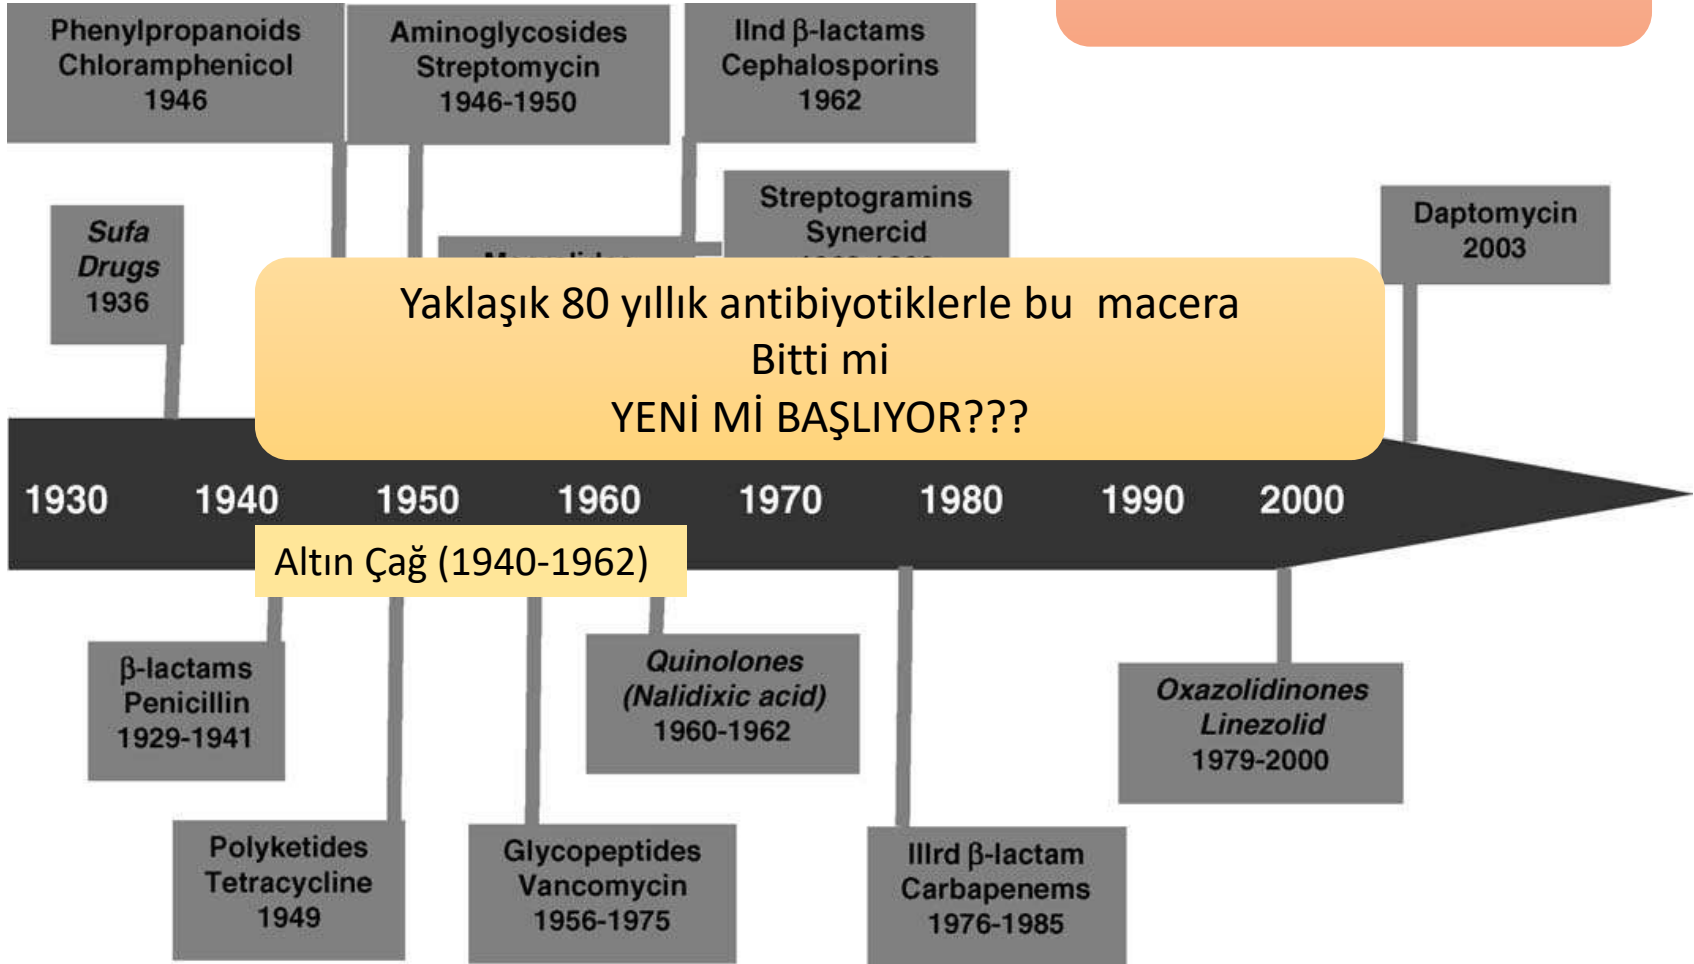 Phenylpropanoids
Chloramphenicol
1946
Aminoglycosides
Streptomycin
1946-1950
IInd β-lactams
Cephalosporins
1962
Sufa
Drugs
1936
Streptogramins
Synercid
Daptomycin
2003
Yaklaşık 80 yıllık antibiyotiklerle bu macera
Bitti mi
YENİ Mİ BAŞLIYOR???
1930 1940 1950 1960 1970 1980 1990 2000
Altın Çağ (1940-1962)
β-lactams
Penicillin
1929-1941
Quinolones
(Nalidixic acid)
1960-1962
Oxazolidinones
Linezolid
1979-2000
Polyketides
Tetracycline
1949
Glycopeptides
Vancomycin
1956-1975
IIIrd β-lactam
Carbapenems
1976-1985